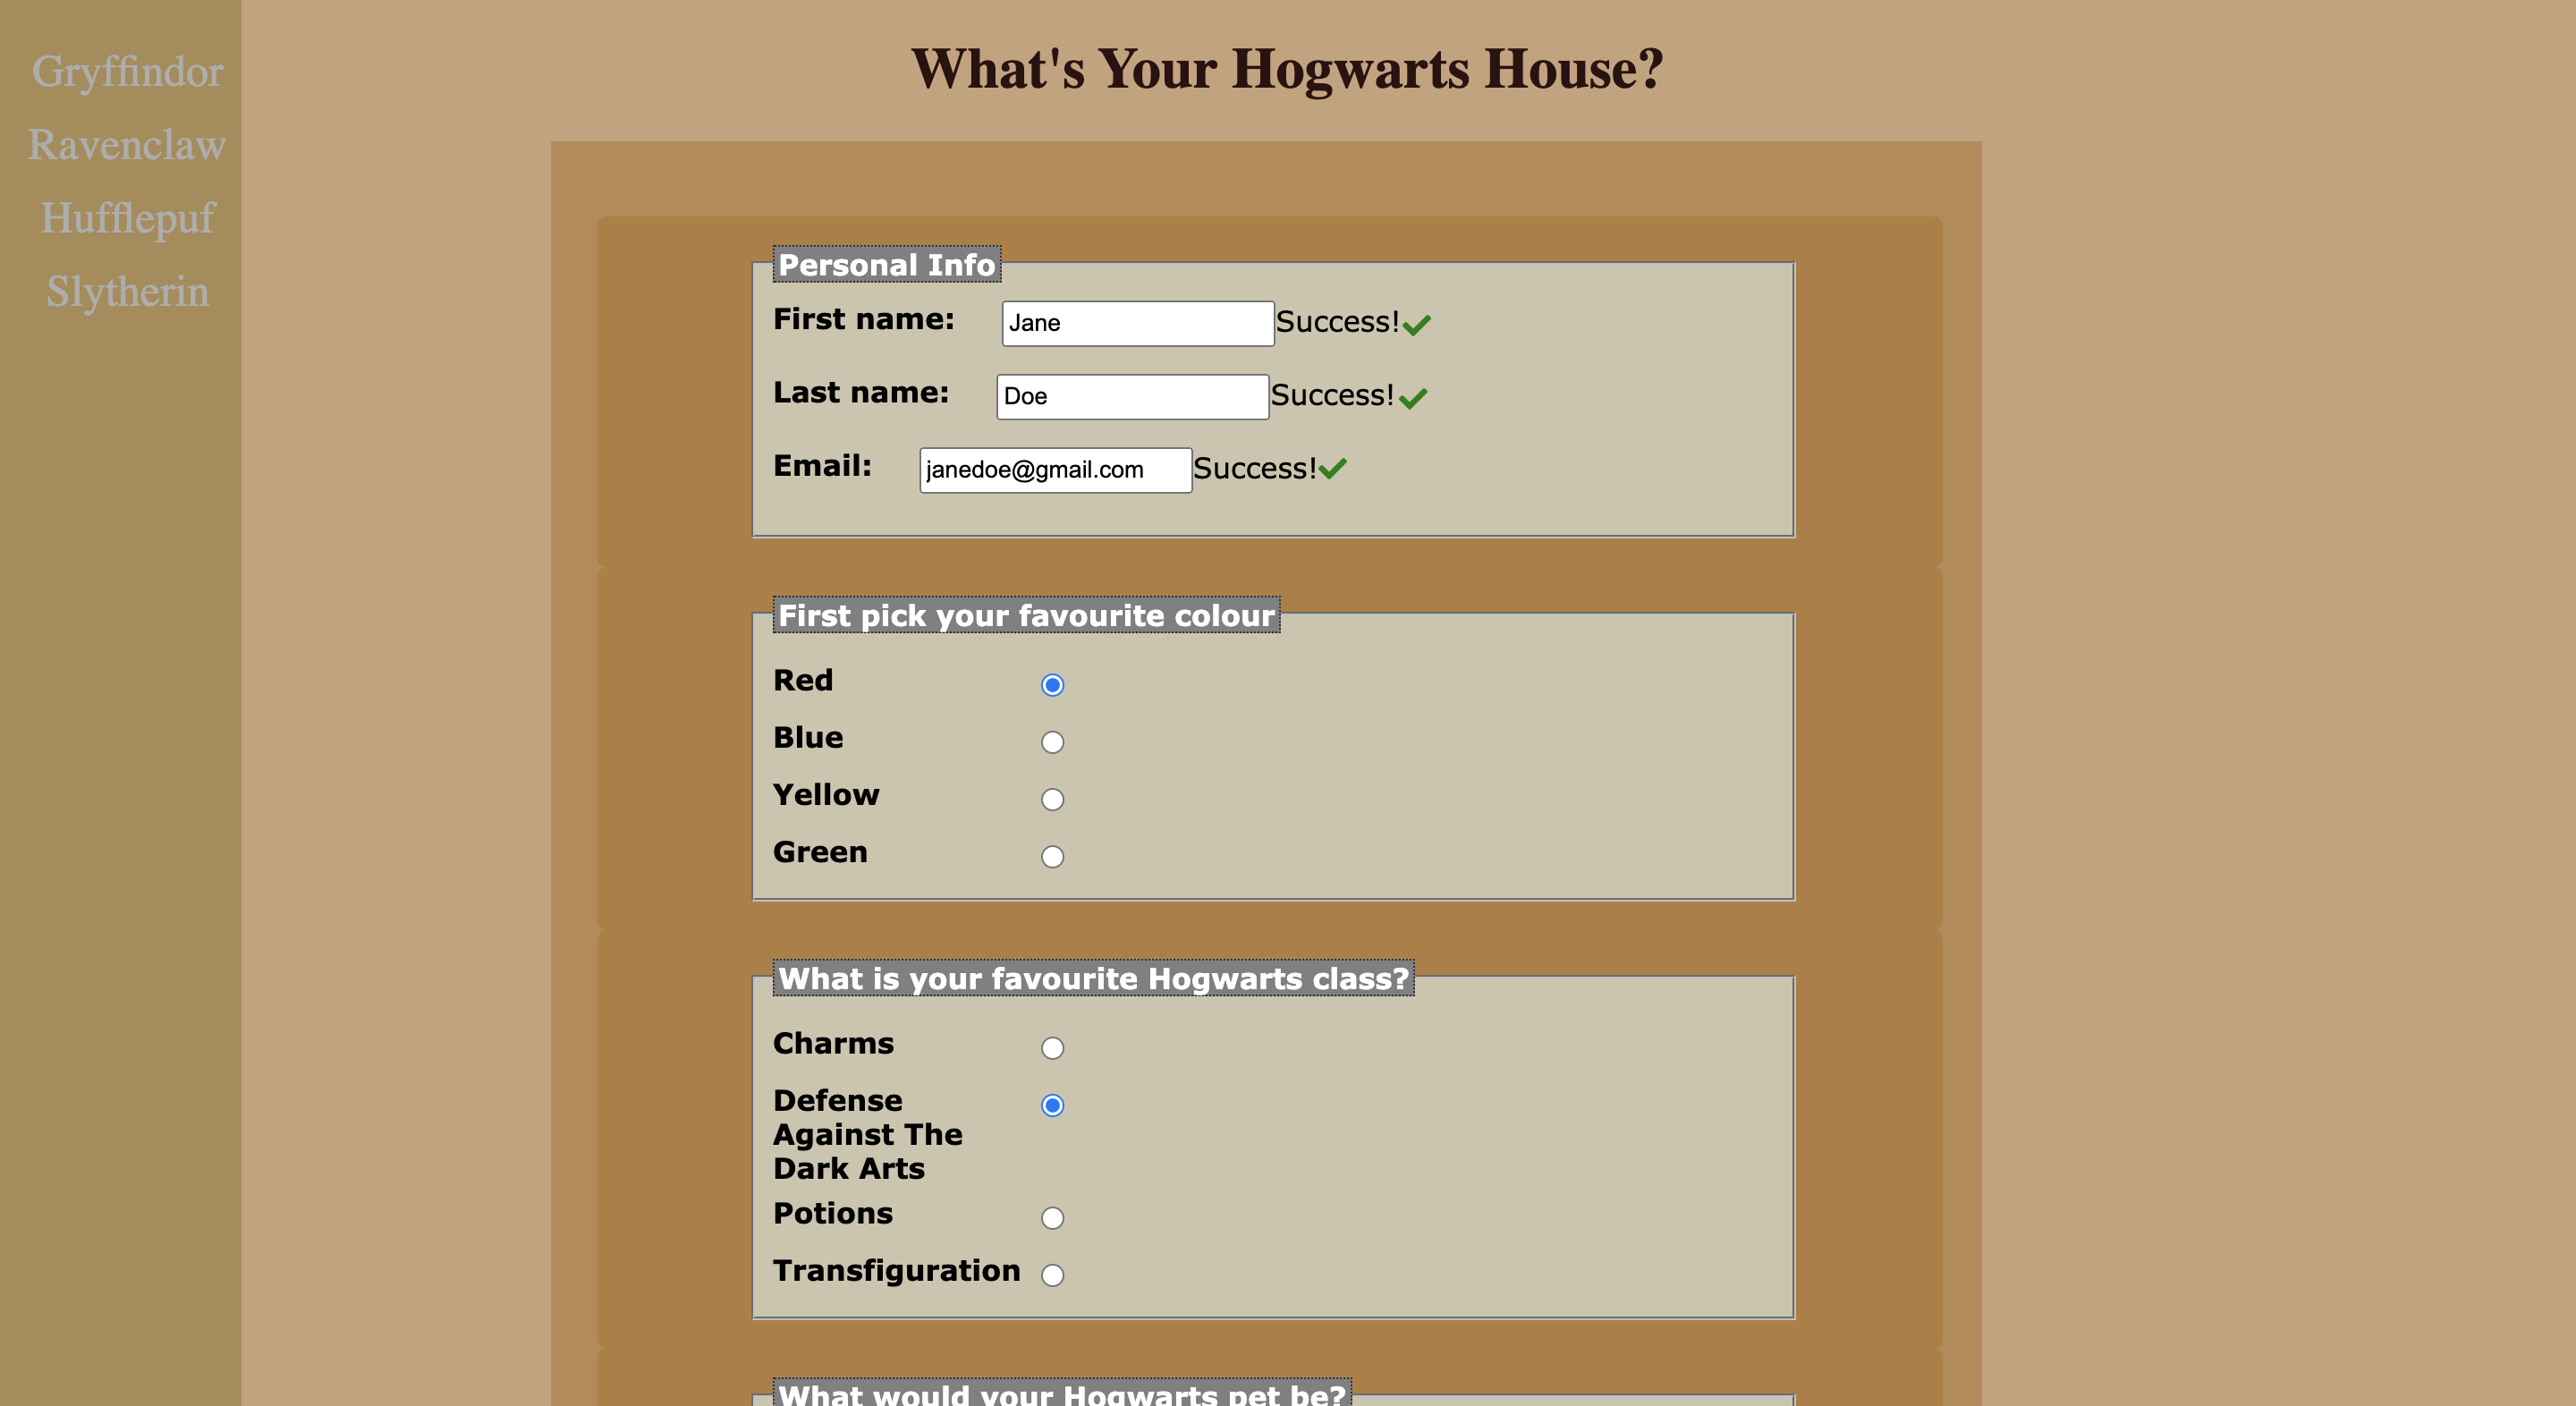 Gryffindor
Ravenclaw
Hufflepuf
Slytherin
What's Your Hogwarts House?
Personal Info
First name: Jane Success!
Last name: Doe Success!
Email: janedoe@gmail.com Success!
First pick your favourite colour
Red
Blue
Yellow
Green
What is your favourite Hogwarts class?
Charms
Defense
Against The
Dark Arts
Potions
Transfiguration
What would your Hogwarts pet be?